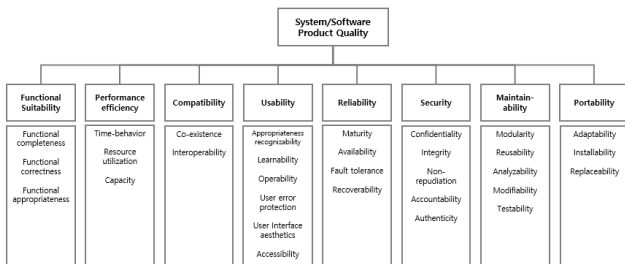 System/Software
Product Quality
Functional
Suitability
Performance
efficiency
Compatibility
Usability
Reliability
Security
Maintain-
ability
Portability
Functional
completeness
Functional
correctness
Functional
appropriateness
Time-behavior
Resource
utilization
Capacity
Co-existence
Interoperability
Appropriateness
recognizability
Learnability
Operability
User error
protection
User Interface
aesthetics
Accessibility
Maturity
Availability
Fault tolerance
Recoverability
Confidentiality
Integrity
Non-
repudiation
Accountability
Authenticity
Modularity
Reusability
Analyzability
Modifiability
Testability
Adaptability
Installability
Replaceability